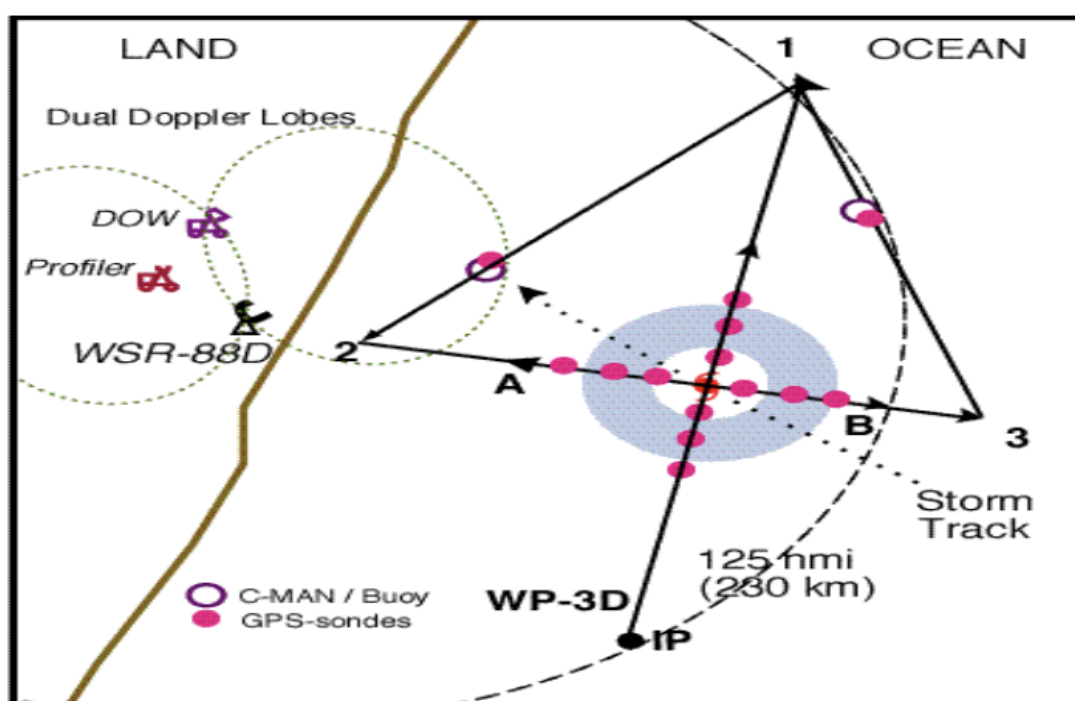 LAND
1
OCEAN
Dual Doppler Lobes
DOW
Profiler
WSR-88D
2
A
B
3
Storm
Track
125 nmi
(230 km)
C-MAN / Buoy
WP-3D
GPS-sondes
IP